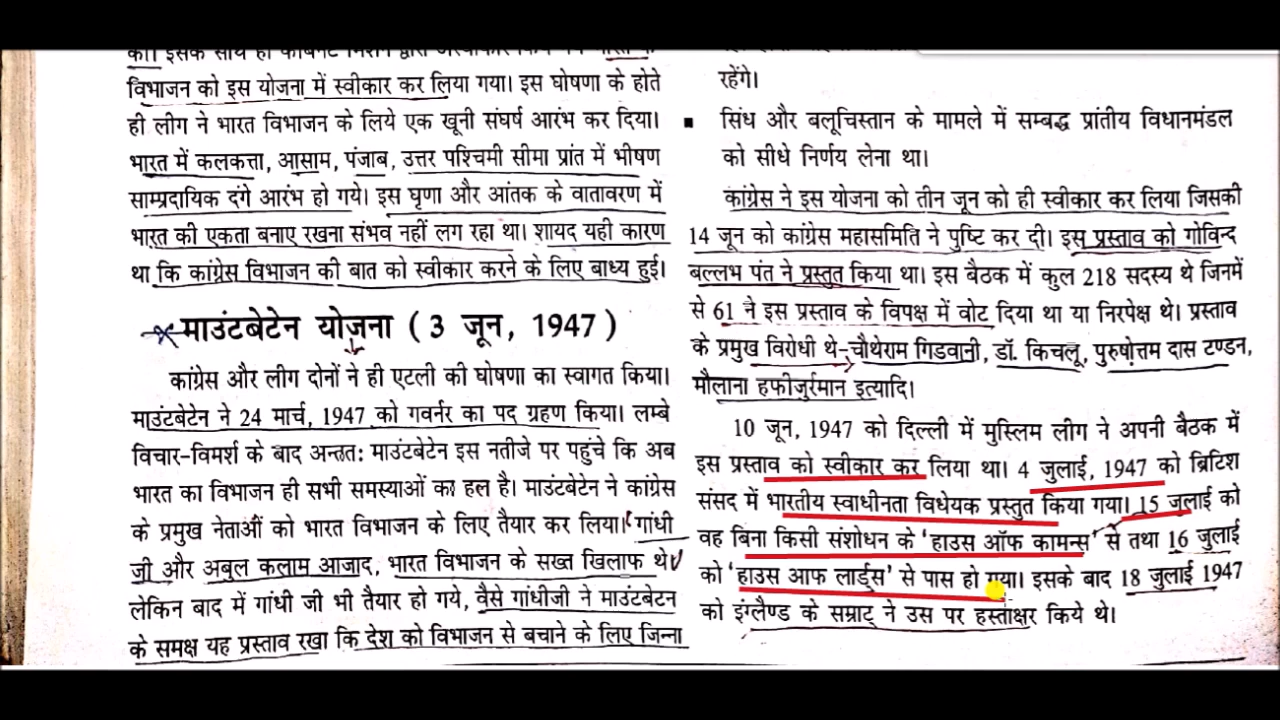 विभाजन को इस योजना में स्वीकार कर लिया गया। इस घोषणा के होते
ही लीग ने भारत विभाजन के लिये एक खूनी संघर्ष आरंभ कर दिया।
भारत में कलकत्ता, आसाम, पंजाब, उत्तर पश्चिमी सीमा प्रांत में भीषण
साम्प्रदायिक दंगे आरंभ हो गये। इस घृणा और आंतक के वातावरण में
भारत की एकता बनाए रखना संभव नहीं लग रहा था। शायद यही कारण
था कि कांग्रेस विभाजन की बात को स्वीकार करने के लिए बाध्य हुई।
माउंटबेटेन योजना ( 3 जून, 1947 )
कांग्रेस और लीग दोनों ने ही एटली की घोषणा का स्वागत किया।
माउंटबेटेन ने 24 मार्च, 1947 को गवर्नर का पद ग्रहण किया। लम्बे
विचार-विमर्श के बाद अन्तत: माउंटबेटेन इस नतीजे पर पहुंचे कि अब
भारत का विभाजन ही सभी समस्याओं का हल है। माउंटबेटेन ने कांग्रेस
के प्रमुख नेताओं को भारत विभाजन के लिए तैयार कर लिया। गांधी
जी और अबुल कलाम आजाद, भारत विभाजन के सख्त खिलाफ थे
लेकिन बाद में गांधी जी भी तैयार हो गये, वैसे गांधीजी ने माउंटबेटन
के समक्ष यह प्रस्ताव रखा कि देश को विभाजन से बचाने के लिए जिन्ना
रहेंगे।
▪ सिंध और बलूचिस्तान के मामले में सम्बद्ध प्रांतीय विधानमंडल
को सीधे निर्णय लेना था।
कांग्रेस ने इस योजना को तीन जून को ही स्वीकार कर लिया जिसकी
14 जून को कांग्रेस महासमिति ने पुष्टि कर दी। इस प्रस्ताव को गोविन्द
बल्लभ पंत ने प्रस्तुत किया था। इस बैठक में कुल 218 सदस्य थे जिनमें
से 61 ने इस प्रस्ताव के विपक्ष में वोट दिया था या निरपेक्ष थे। प्रस्ताव
के प्रमुख विरोधी थे-चौथेराम गिडवानी, डॉ. किचलू, पुरुषोत्तम दास टण्डन,
मौलाना हफीजुर्रमान इत्यादि।
10 जून, 1947 को दिल्ली में मुस्लिम लीग ने अपनी बैठक में
इस प्रस्ताव को स्वीकार कर लिया था। 4 जुलाई, 1947 को ब्रिटिश
संसद में भारतीय स्वाधीनता विधेयक प्रस्तुत किया गया। 15 जुलाई को
वह बिना किसी संशोधन के 'हाउस ऑफ कामन्स' से तथा 16 जुलाई
को 'हाउस आफ लार्ड्स' से पास हो गया। इसके बाद 18 जुलाई 1947
को इंग्लैण्ड के सम्राट् ने उस पर हस्ताक्षर किये थे।